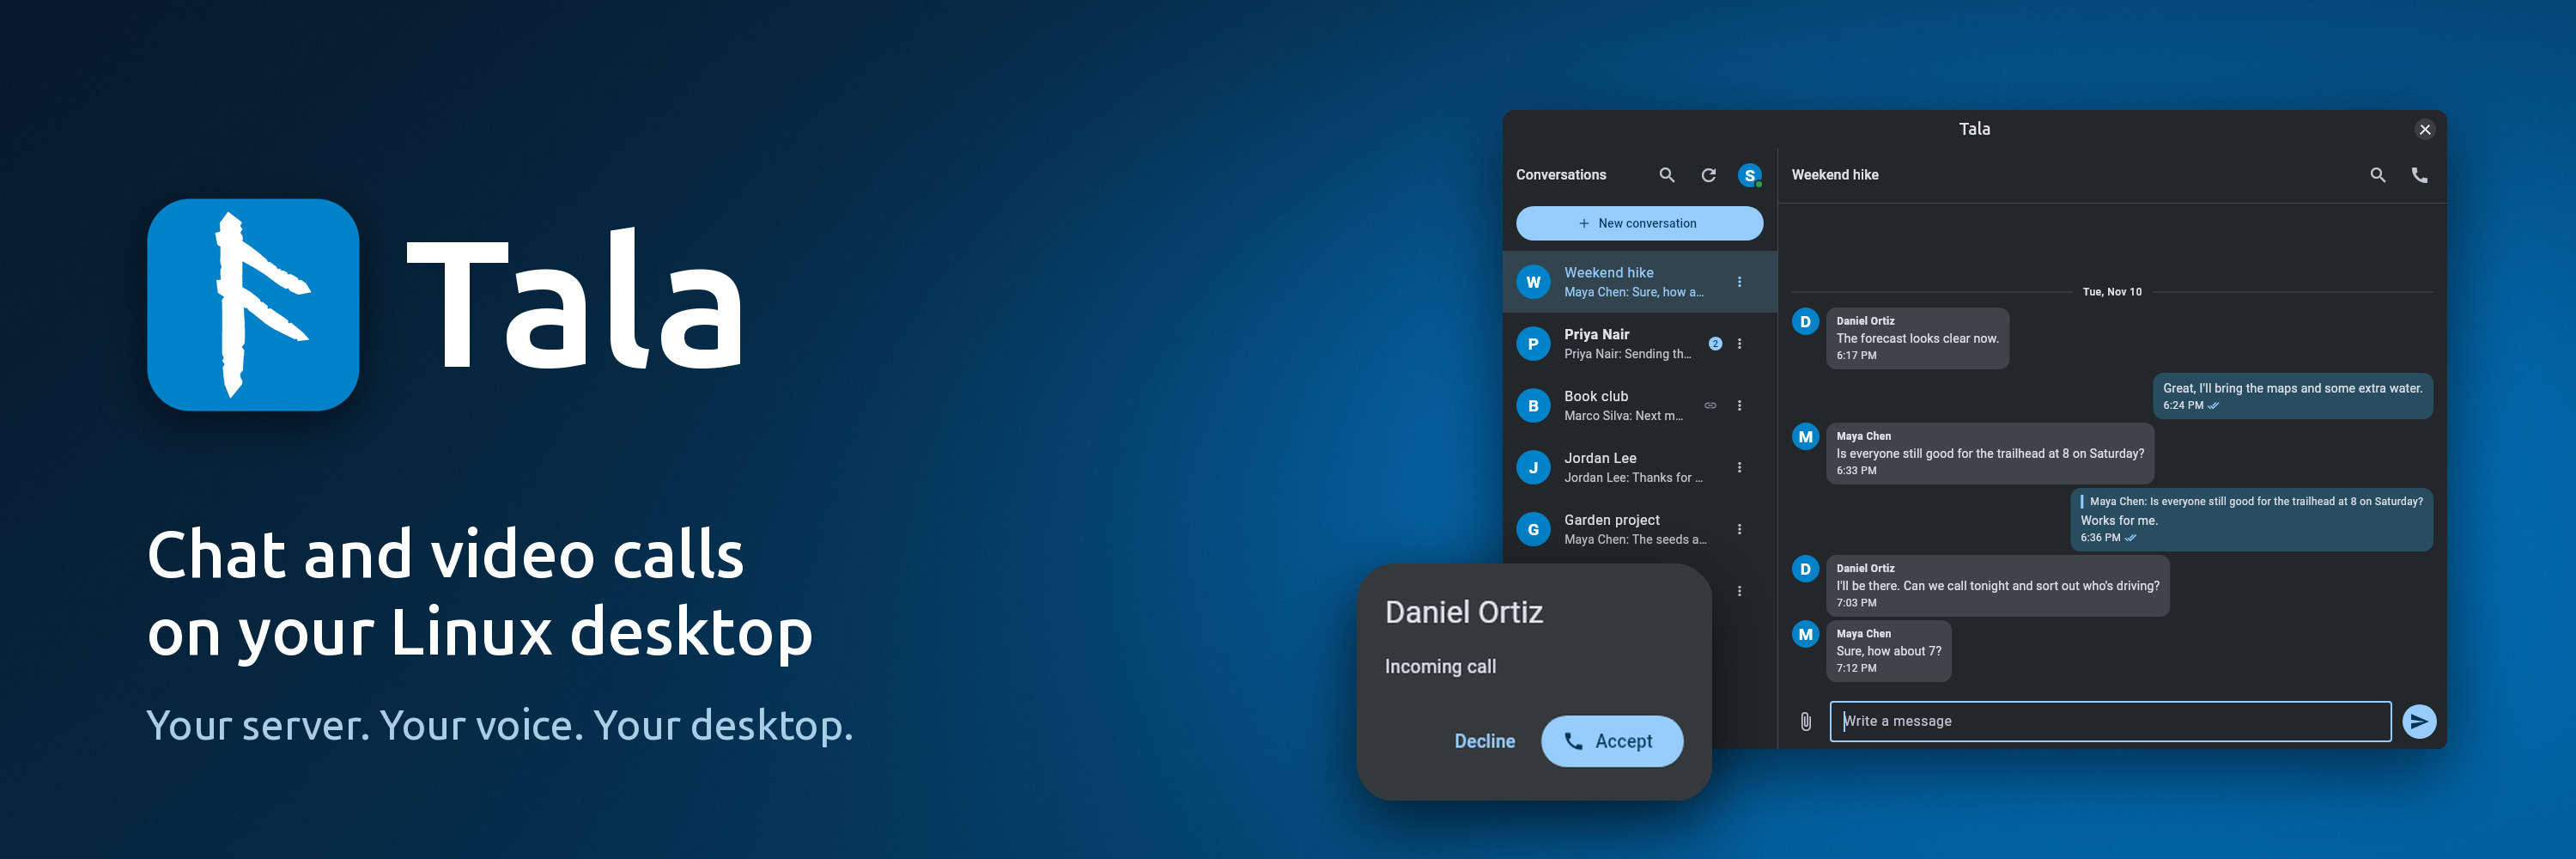 Tala
Chat and video calls
on your Linux desktop
Your server. Your voice. Your desktop.
Tala
Conversations
S
New conversation
W
Weekend hike
Maya Chen: Sure, how a...
P
Priya Nair
Priya Nair: Sending th...
2
B
Book club
Marco Silva: Next m...
J
Jordan Lee
Jordan Lee: Thanks for ...
G
Garden project
Maya Chen: The seeds a...
Weekend hike
Tue, Nov 10
D
Daniel Ortiz
The forecast looks clear now.
6:17 PM
Great, I'll bring the maps and some extra water.
6:24 PM
M
Maya Chen
Is everyone still good for the trailhead at 8 on Saturday?
6:33 PM
Maya Chen: Is everyone still good for the trailhead at 8 on Saturday?
Works for me.
6:36 PM
D
Daniel Ortiz
I'll be there. Can we call tonight and sort out who's driving?
7:03 PM
M
Maya Chen
Sure, how about 7?
7:12 PM
Write a message
Daniel Ortiz
Incoming call
Decline
Accept